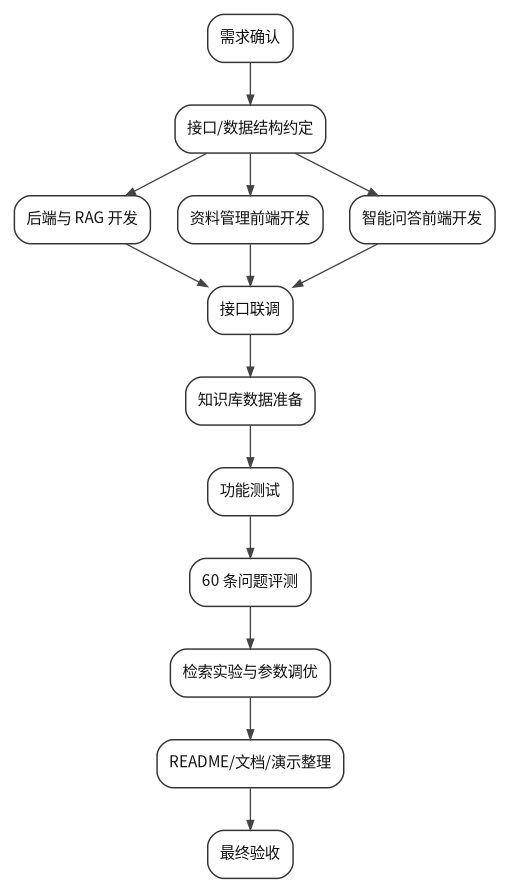 需求确认
接口/数据结构约定
后端与 RAG 开发
资料管理前端开发
智能问答前端开发
接口联调
知识库数据准备
功能测试
60 条问题评测
检索实验与参数调优
README/文档/演示整理
最终验收